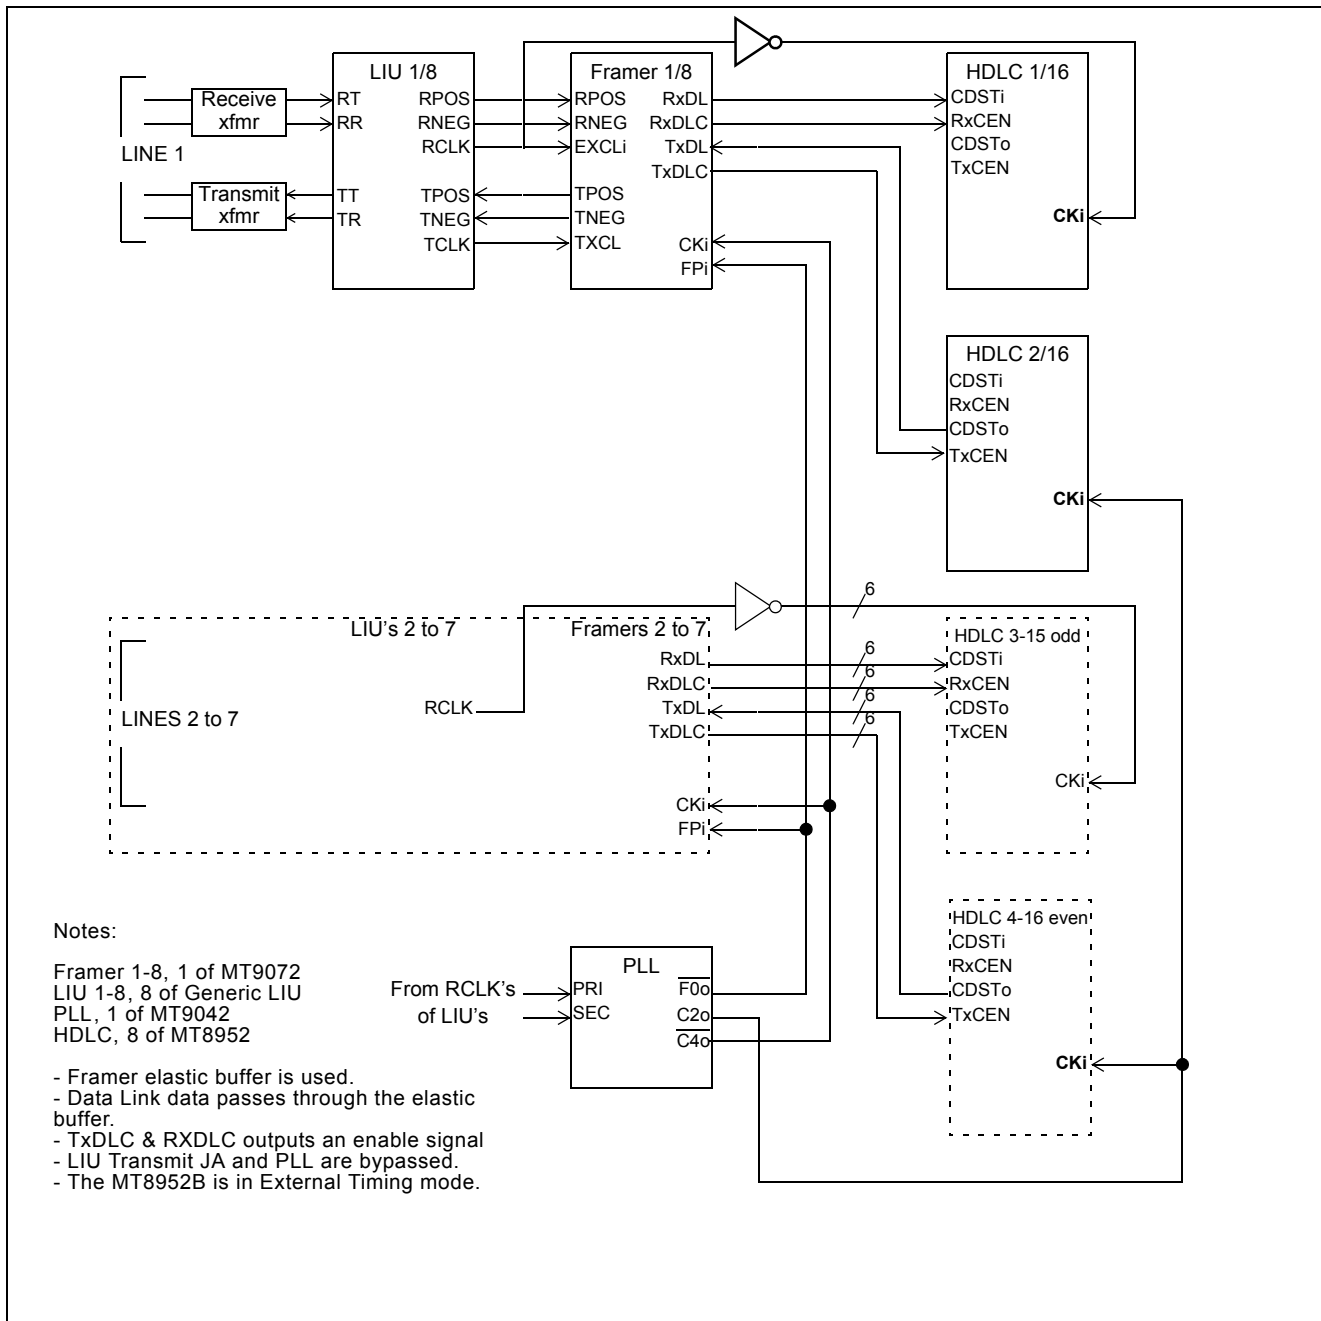 LIU 1/8
Framer 1/8
HDLC 1/16
Receive
xfmr
RT
RR
RPOS
RNEG
RCLK
RPOS
RNEG
EXCLi
RxDL
RxDLC
TxDL
TxDLC
CDSTi
RxCEN
CDSTo
TxCEN
LINE 1
Transmit
xfmr
TT
TR
TPOS
TNEG
TCLK
TPOS
TNEG
TXCL
CKi
FPi
CKi
HDLC 2/16
CDSTi
RxCEN
CDSTo
TxCEN
CKi
6
LIU's 2 to 7
Framers 2 to 7
HDLC 3-15 odd
RxDL
RxDLC
TxDL
TxDLC
6
6
6
6
CDSTi
RxCEN
CDSTo
TxCEN
RCLK
LINES 2 to 7
CKi
FPi
CKi
HDLC 4-16 even
CDSTi
RxCEN
CDSTo
TxCEN
CKi
PLL
From RCLK's
of LIU's
PRI
SEC
F0o
C2o
C4o
Notes:
Framer 1-8, 1 of MT9072
LIU 1-8, 8 of Generic LIU
PLL, 1 of MT9042
HDLC, 8 of MT8952
- Framer elastic buffer is used.
- Data Link data passes through the elastic
buffer.
- TxDLC & RXDLC outputs an enable signal
- LIU Transmit JA and PLL are bypassed.
- The MT8952B is in External Timing mode.